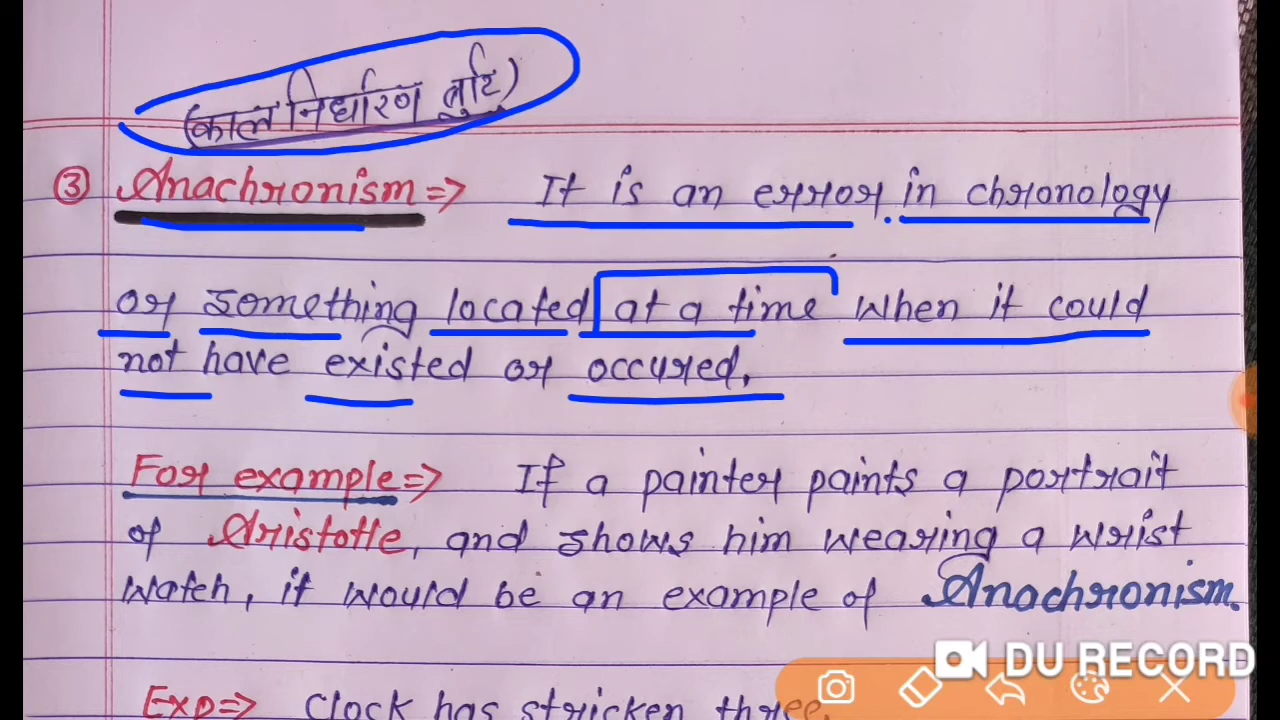 (काल निर्धारण त्रुटि)
③ Anachronism => It is an error in chronology
or something located at a time when it could
not have existed or occured.
For example => If a painter paints a portrait
of Aristotle, and shows him wearing a wrist
watch, it would be an example of Anachronism.
DU RECORD
Exp => Clock has stricken three.